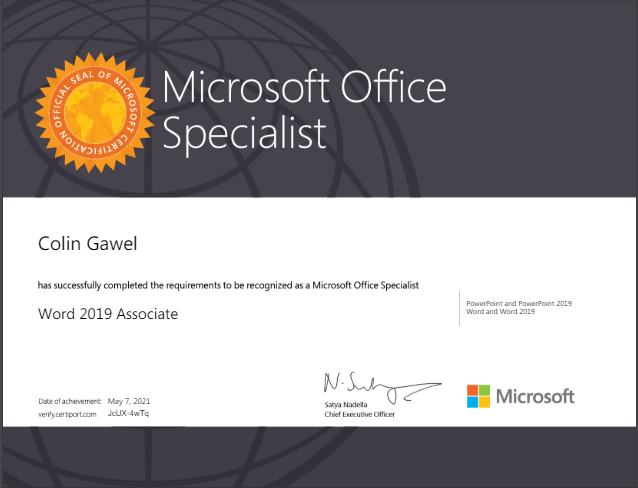 OFFICIAL SEAL OF MICROSOFT CERTIFICATION
Microsoft Office
Specialist
Colin Gawel
has successfully completed the requirements to be recognized as a Microsoft Office Specialist
Word 2019 Associate
PowerPoint and PowerPoint 2019
Word and Word 2019
Date of achievement: May 7, 2021
verify.certiport.com JcUX-4wTq
Satya Nadella
Chief Executive Officer
Microsoft